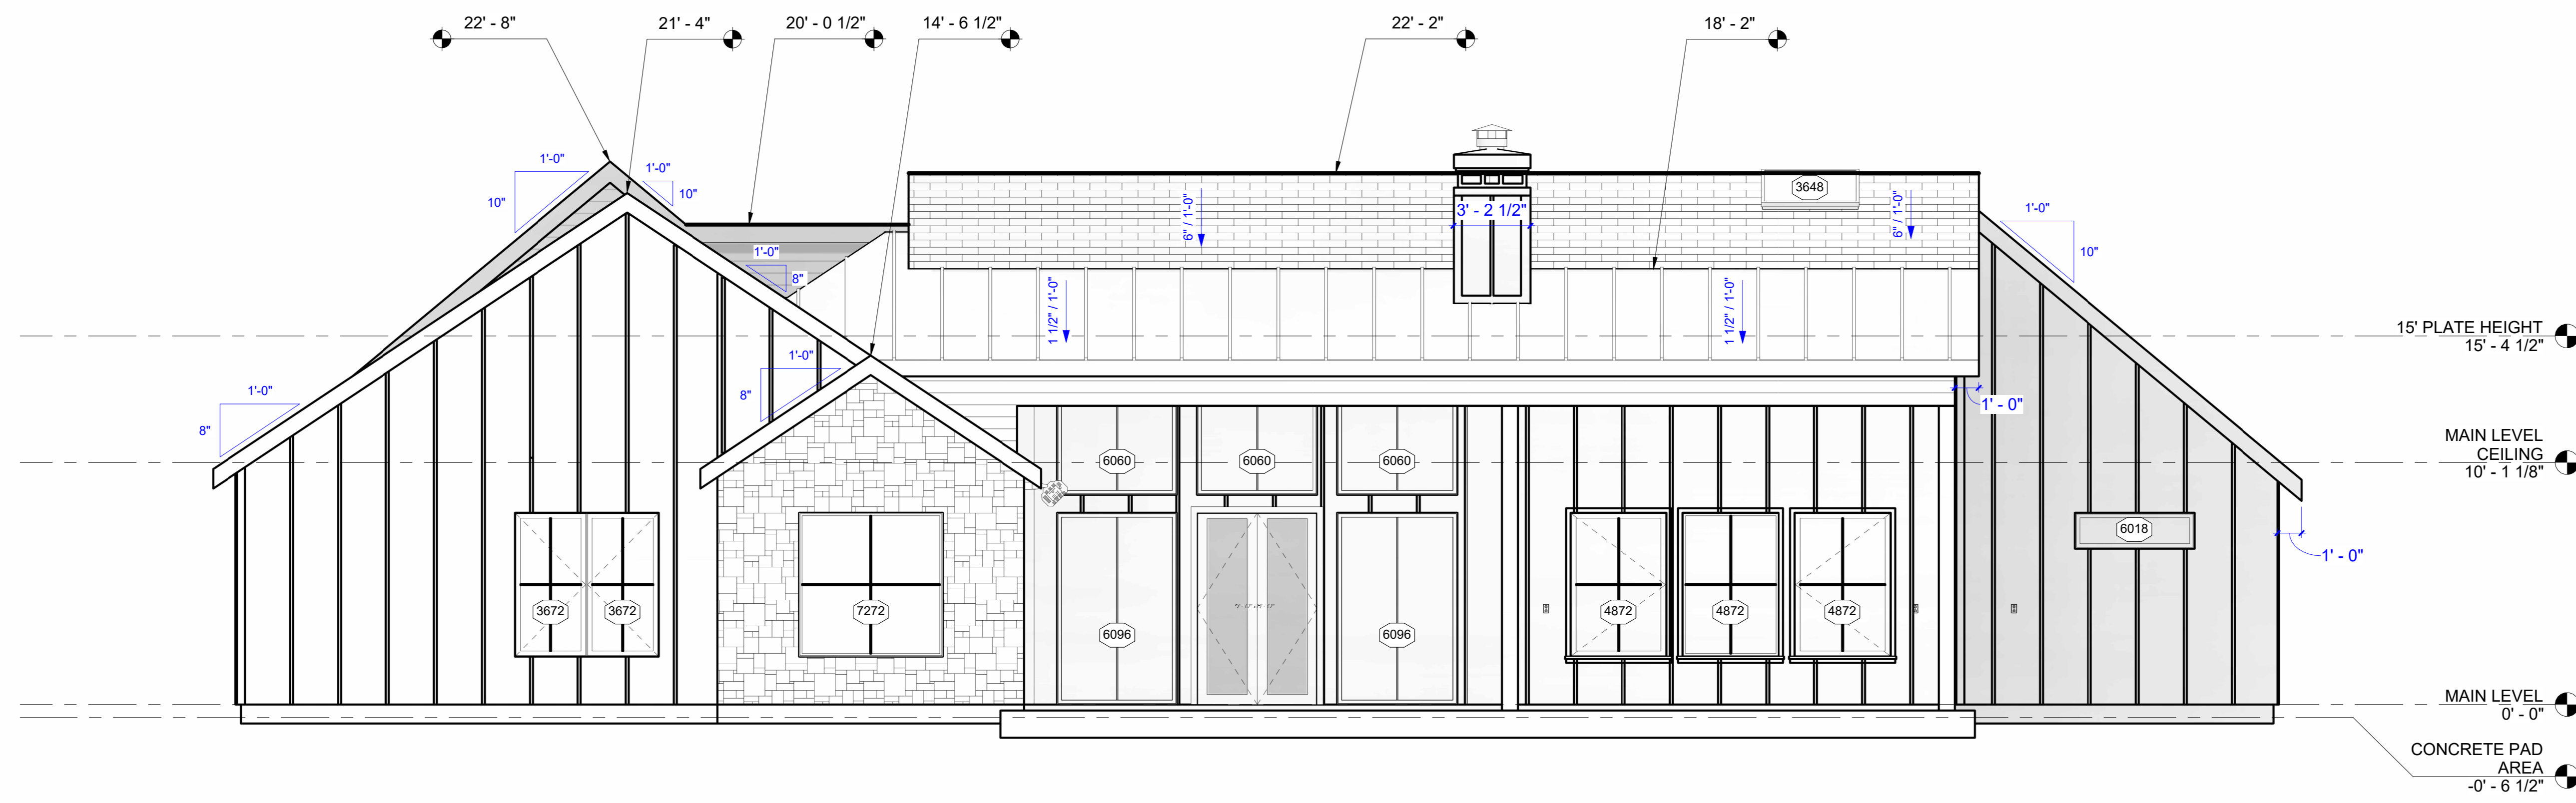 22' - 8"
21' - 4"
20' - 0 1/2"
14' - 6 1/2"
22' - 2"
18' - 2"
1'-0"
10"
1'-0"
10"
3648
6" / 1'-0"
3' - 2 1/2"
6" / 1'-0"
1'-0"
10"
1'-0"
8"
1 1/2" / 1'-0"
1 1/2" / 1'-0"
15' PLATE HEIGHT
15' - 4 1/2"
1'-0"
8"
1'-0"
8"
1' - 0"
MAIN LEVEL
CEILING
10' - 1 1/8"
6060
6060
6060
6018
1' - 0"
3672
3672
7272
6096
6096
4872
4872
4872
MAIN LEVEL
0' - 0"
CONCRETE PAD
AREA
-0' - 6 1/2"